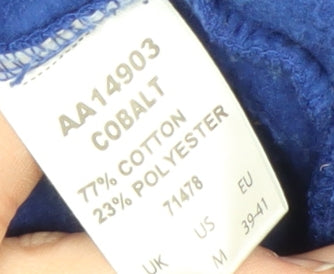 AA14903
COBALT
77% COTTON
23% POLYESTER
71478
UK US EU
M 39-41